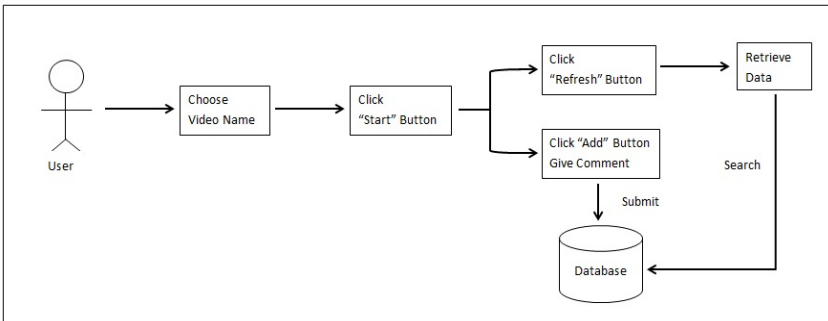 User
Choose
Video Name
Click
“Start” Button
Click
“Refresh” Button
Retrieve
Data
Click “Add” Button
Give Comment
Search
Submit
Database